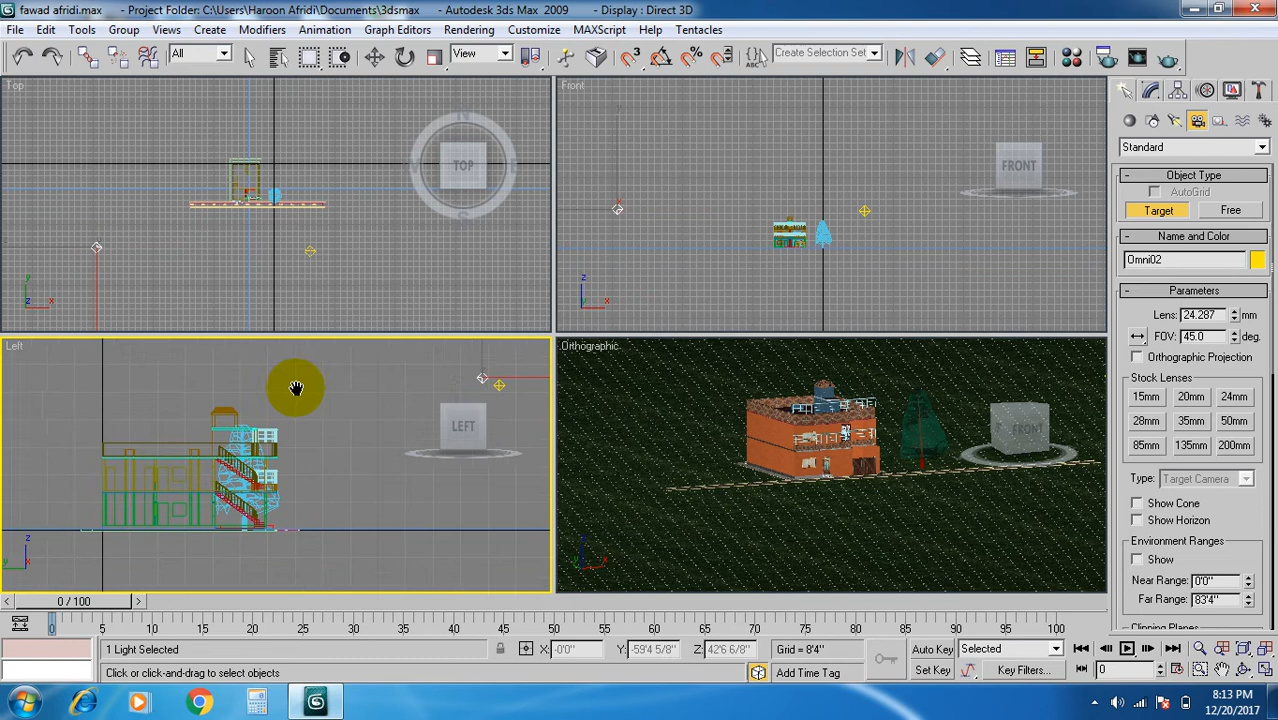 fawad afridi.max - Project Folder: C:\Users\Haroon Afridi\Documents\3dsmax - Autodesk 3ds Max 2009 - Display : Direct 3D
File Edit Tools Group Views Create Modifiers Animation Graph Editors Rendering Customize MAXScript Help Tentacles
All View 3 % ABC Create Selection Set
Top
N
TOP
y
z x
Front
FRONT
z
y x
Standard
- Object Type
AutoGrid
Target Free
- Name and Color
Omni02
- Parameters
Lens: 24.287 mm
FOV: 45.0 deg.
Orthographic Projection
Stock Lenses
15mm 20mm 24mm
28mm 35mm 50mm
85mm 135mm 200mm
Type: Target Camera
Show Cone
Show Horizon
Environment Ranges
Show
Near Range: 0'0"
Far Range: 83'4"
Clipping Planes
Left
LEFT
z
y x
Orthographic
FRONT
z
x
< 0 / 100 >
0 5 10 15 20 25 30 35 40 45 50 55 60 65 70 75 80 85 90 95 100
1 Light Selected X: -0'0" Y: -59'4 5/8" Z: 42'6 6/8" Grid = 8'4" Auto Key Selected
Click or click-and-drag to select objects Add Time Tag Set Key Key Filters... 0
8:13 PM
12/20/2017